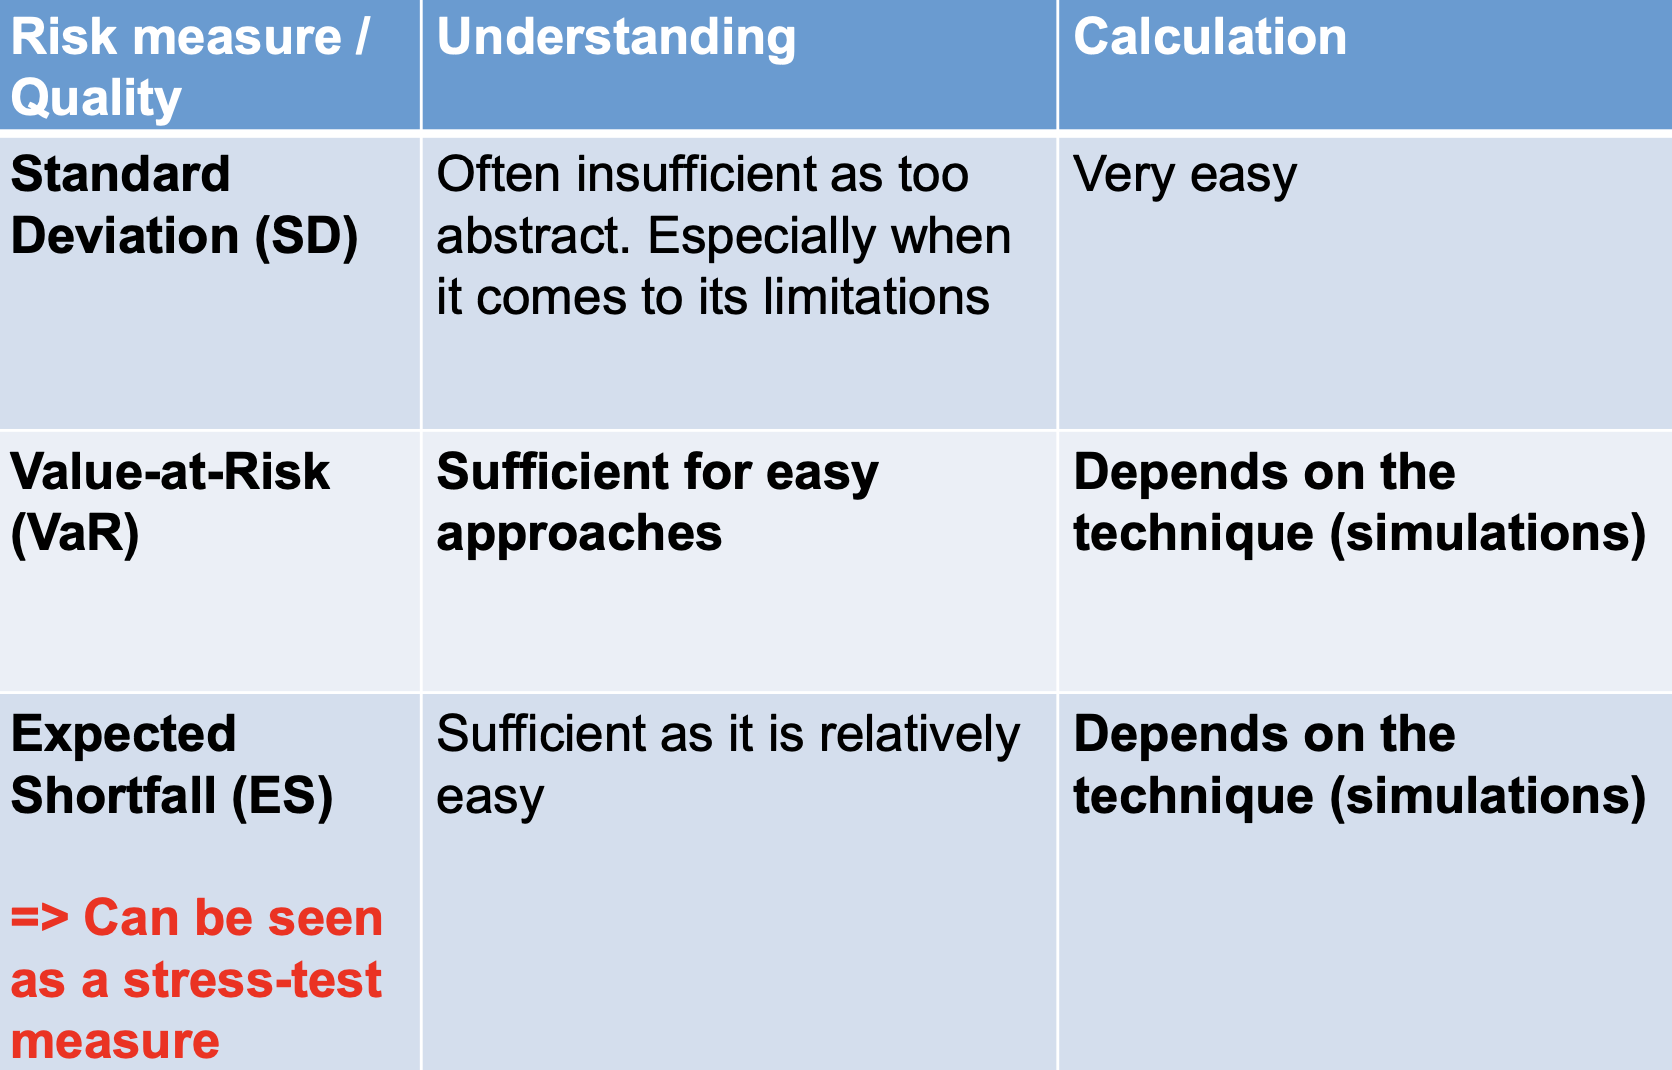 Risk measure /
Quality
Understanding
Calculation
Standard
Deviation (SD)
Often insufficient as too
abstract. Especially when
it comes to its limitations
Very easy
Value-at-Risk
(VaR)
Sufficient for easy
approaches
Depends on the
technique (simulations)
Expected
Shortfall (ES)
=> Can be seen
as a stress-test
measure
Sufficient as it is relatively
easy
Depends on the
technique (simulations)